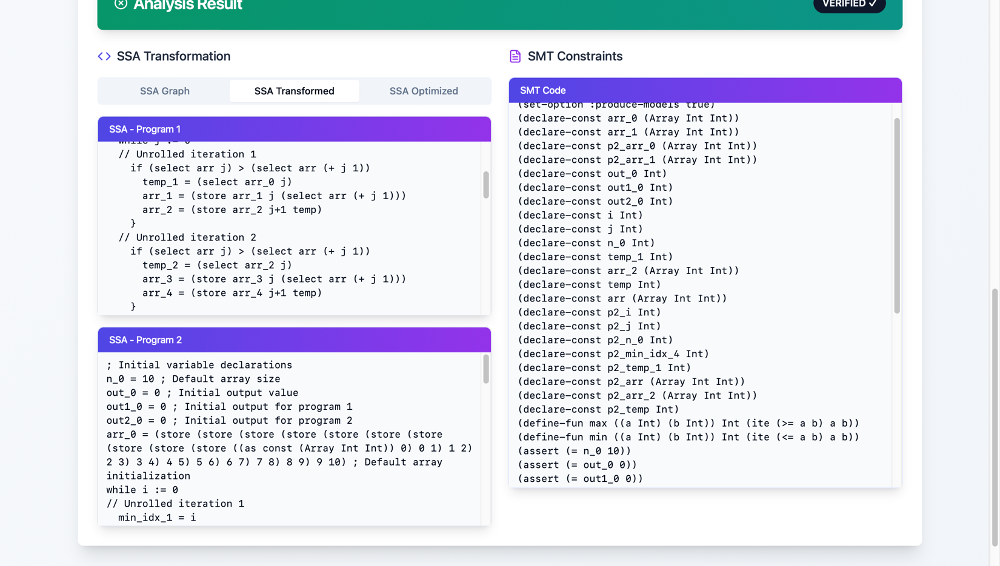 Analysis Result
VERIFIED ✓
SSA Transformation
SSA Graph
SSA Transformed
SSA Optimized
SSA - Program 1
while j := 0
// Unrolled iteration 1
if (select arr j) > (select arr (+ j 1))
temp_1 = (select arr_0 j)
arr_1 = (store arr_1 j (select arr (+ j 1)))
arr_2 = (store arr_2 j+1 temp)
}
// Unrolled iteration 2
if (select arr j) > (select arr (+ j 1))
temp_2 = (select arr_2 j)
arr_3 = (store arr_3 j (select arr (+ j 1)))
arr_4 = (store arr_4 j+1 temp)
}
SSA - Program 2
; Initial variable declarations
n_0 = 10 ; Default array size
out_0 = 0 ; Initial output value
out1_0 = 0 ; Initial output for program 1
out2_0 = 0 ; Initial output for program 2
arr_0 = (store (store (store (store (store (store (store
(store (store (store ((as const (Array Int Int)) 0) 0 1) 1 2)
2 3) 3 4) 4 5) 5 6) 6 7) 7 8) 8 9) 9 10) ; Default array
initialization
while i := 0
// Unrolled iteration 1
min_idx_1 = i
SMT Constraints
SMT Code
(set-option :produce-models true)
(declare-const arr_0 (Array Int Int))
(declare-const arr_1 (Array Int Int))
(declare-const p2_arr_0 (Array Int Int))
(declare-const p2_arr_1 (Array Int Int))
(declare-const out_0 Int)
(declare-const out1_0 Int)
(declare-const out2_0 Int)
(declare-const i Int)
(declare-const j Int)
(declare-const n_0 Int)
(declare-const temp_1 Int)
(declare-const arr_2 (Array Int Int))
(declare-const temp Int)
(declare-const arr (Array Int Int))
(declare-const p2_i Int)
(declare-const p2_j Int)
(declare-const p2_n_0 Int)
(declare-const p2_min_idx_4 Int)
(declare-const p2_temp_1 Int)
(declare-const p2_arr (Array Int Int))
(declare-const p2_arr_2 (Array Int Int))
(declare-const p2_temp Int)
(define-fun max ((a Int) (b Int)) Int (ite (>= a b) a b))
(define-fun min ((a Int) (b Int)) Int (ite (<= a b) a b))
(assert (= n_0 10))
(assert (= out_0 0))
(assert (= out1_0 0))